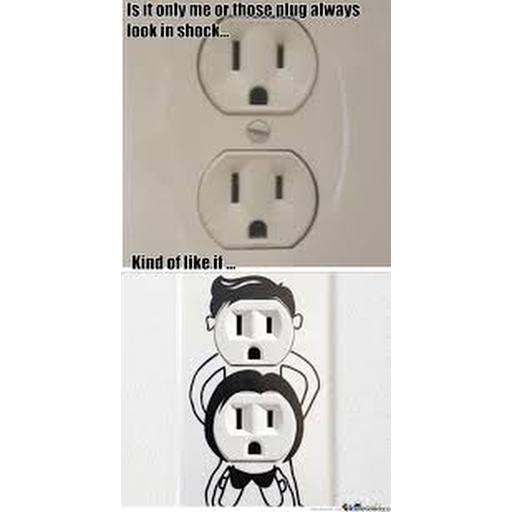 Is it only me or those plug always
look in shock...
Kind of like if ...